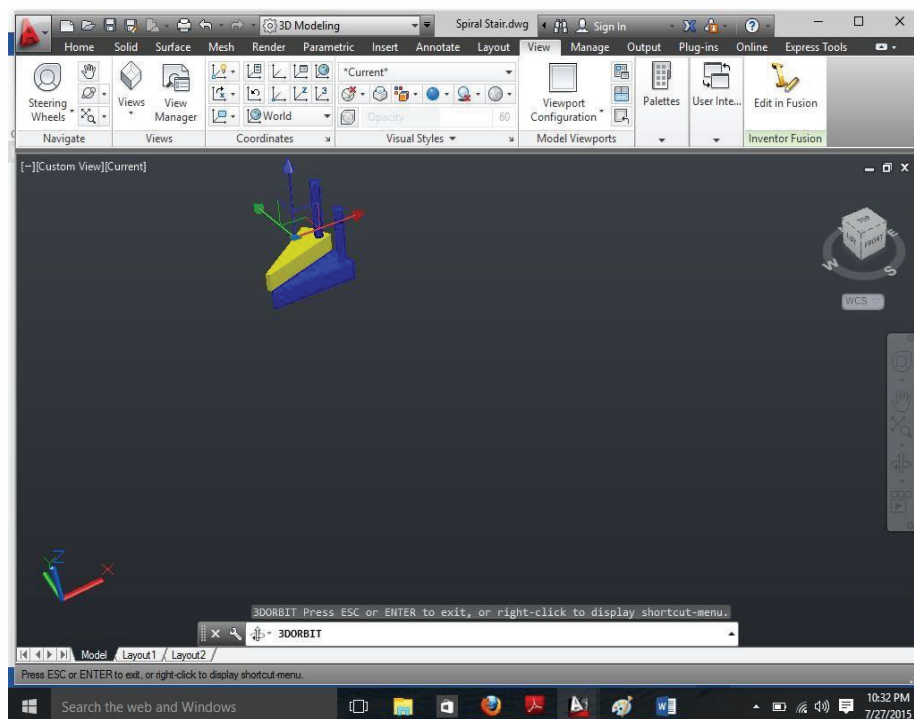 3D Modeling Spiral Stair.dwg Sign In
Home Solid Surface Mesh Render Parametric Insert Annotate Layout View Manage Output Plug-ins Online Express Tools
*Current*
Steering Wheels
Views
View Manager
World
Opacity 60
Viewport Configuration
Palettes
User Inte...
Edit in Fusion
Navigate Views Coordinates Visual Styles Model Viewports Inventor Fusion
[−][Custom View][Current]
TOP
FRONT
W
S
WCS
Z
Y
X
3DORBIT Press ESC or ENTER to exit, or right-click to display shortcut-menu.
3DORBIT
Model Layout1 Layout2
Press ESC or ENTER to exit, or right-click to display shortcut-menu.
Search the web and Windows
10:32 PM
7/27/2015